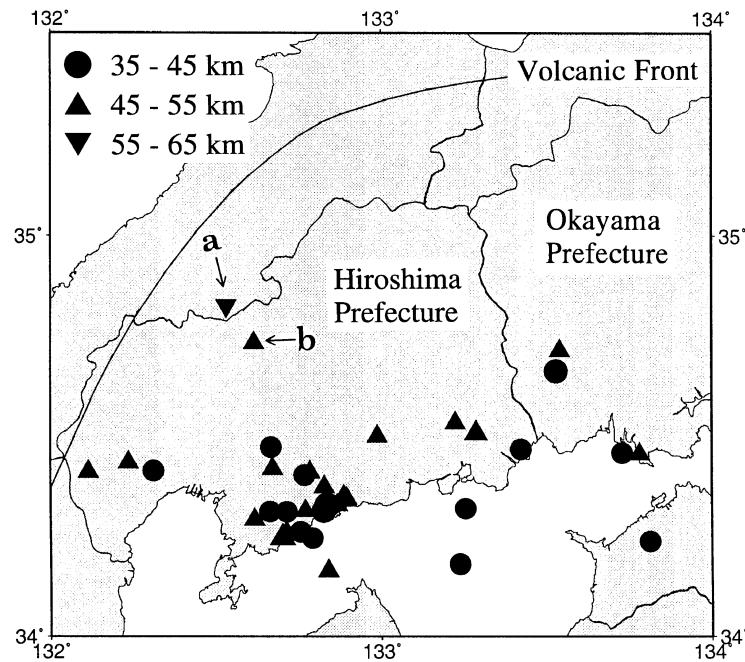 132° 133° 134°
35 - 45 km
45 - 55 km
55 - 65 km
Volcanic Front
35° 35°
a
Okayama
Prefecture
Hiroshima
Prefecture
b
34° 34°
132° 133° 134°